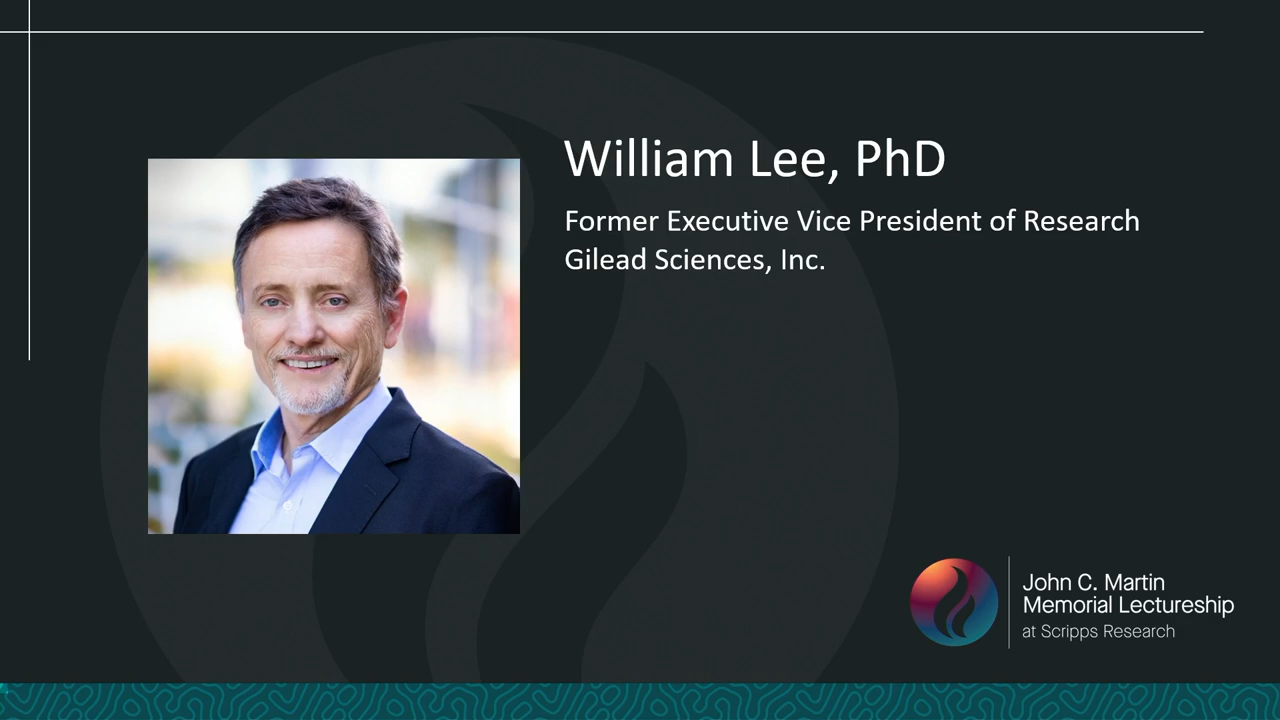 William Lee, PhD
Former Executive Vice President of Research
Gilead Sciences, Inc.
John C. Martin
Memorial Lectureship
at Scripps Research